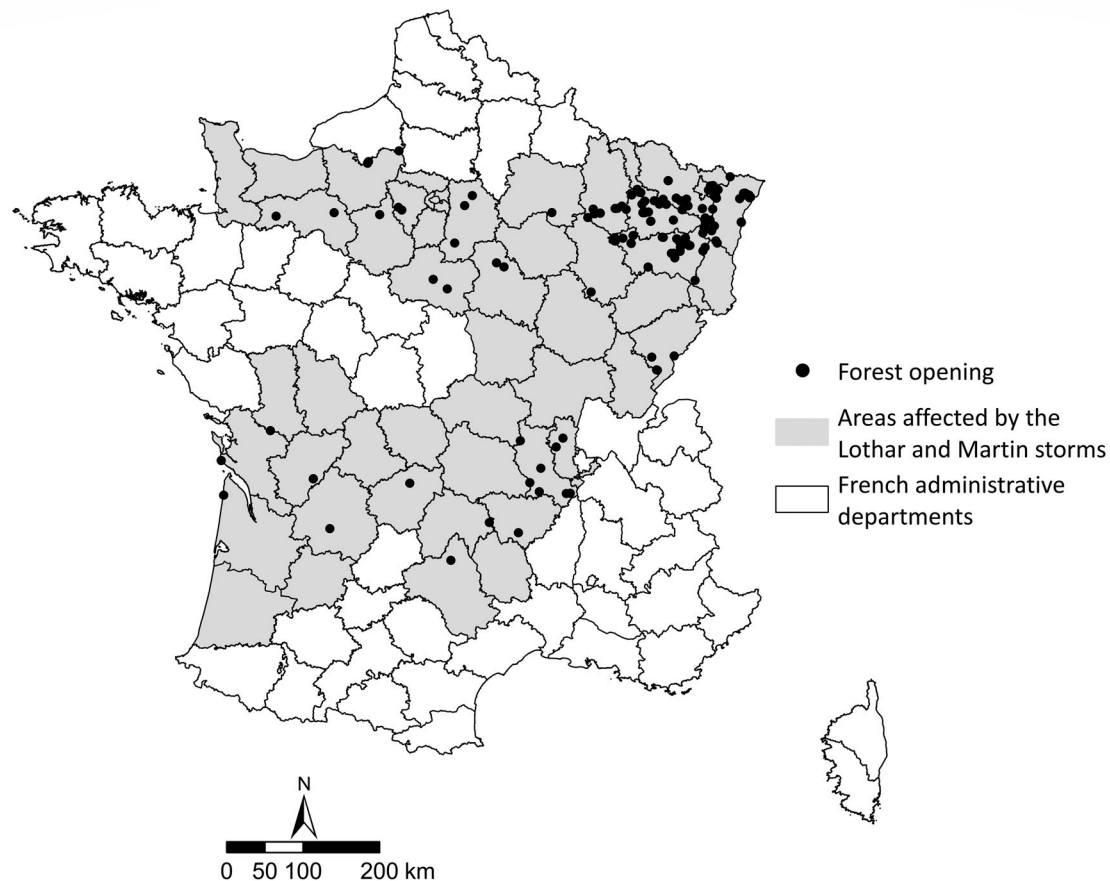 Forest opening
Areas affected by the
Lothar and Martin storms
French administrative
departments
N
0 50 100 200 km